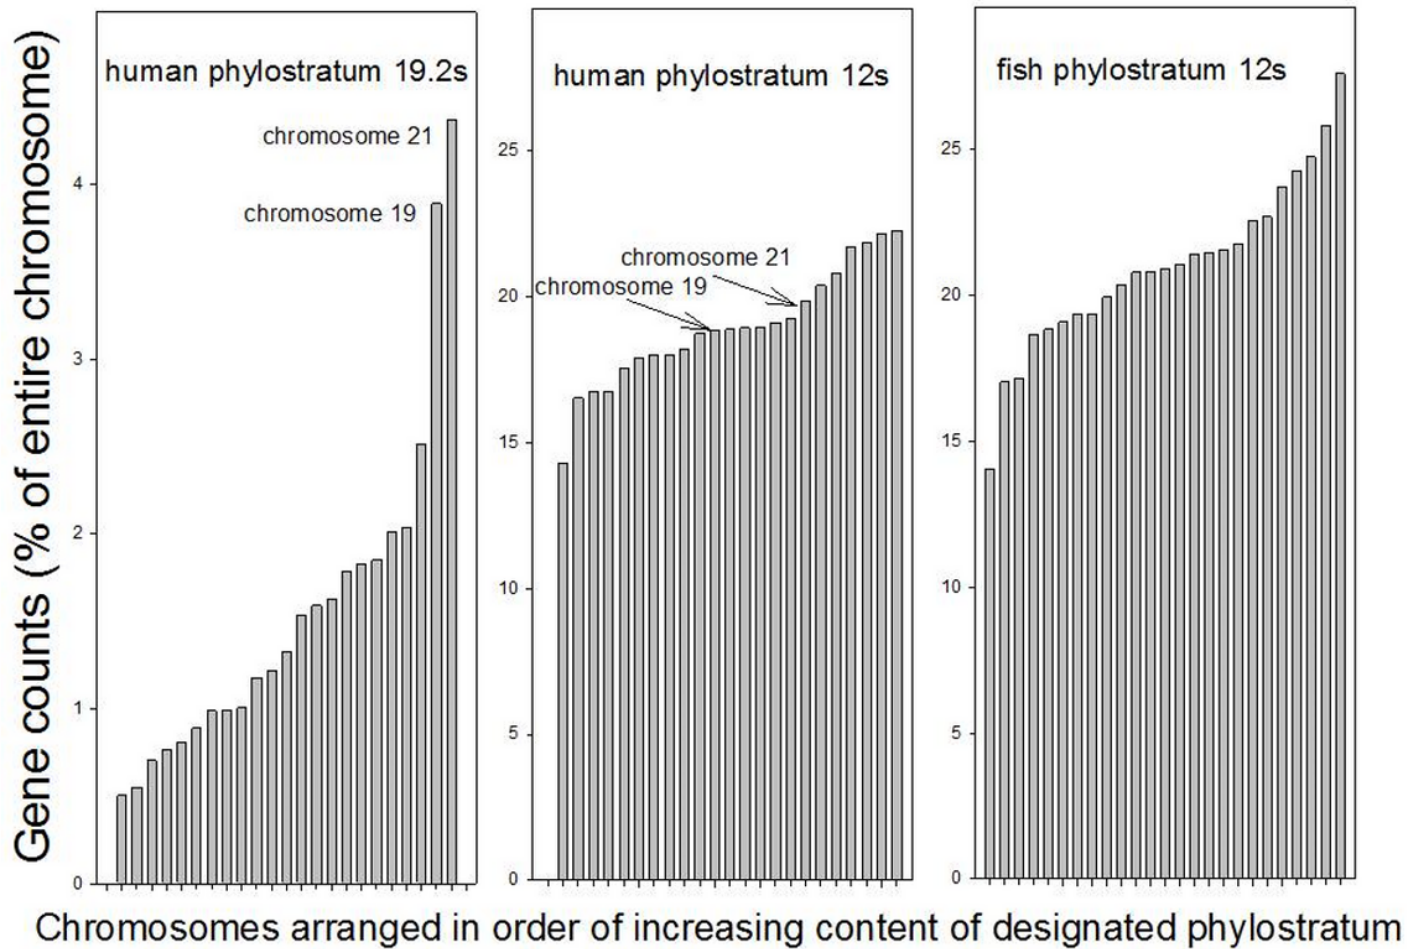 Gene counts (% of entire chromosome)
human phylostratum 19.2s
chromosome 21
chromosome 19
4
3
2
1
0
human phylostratum 12s
chromosome 21
chromosome 19
25
20
15
10
5
0
fish phylostratum 12s
25
20
15
10
5
0
Chromosomes arranged in order of increasing content of designated phylostratum